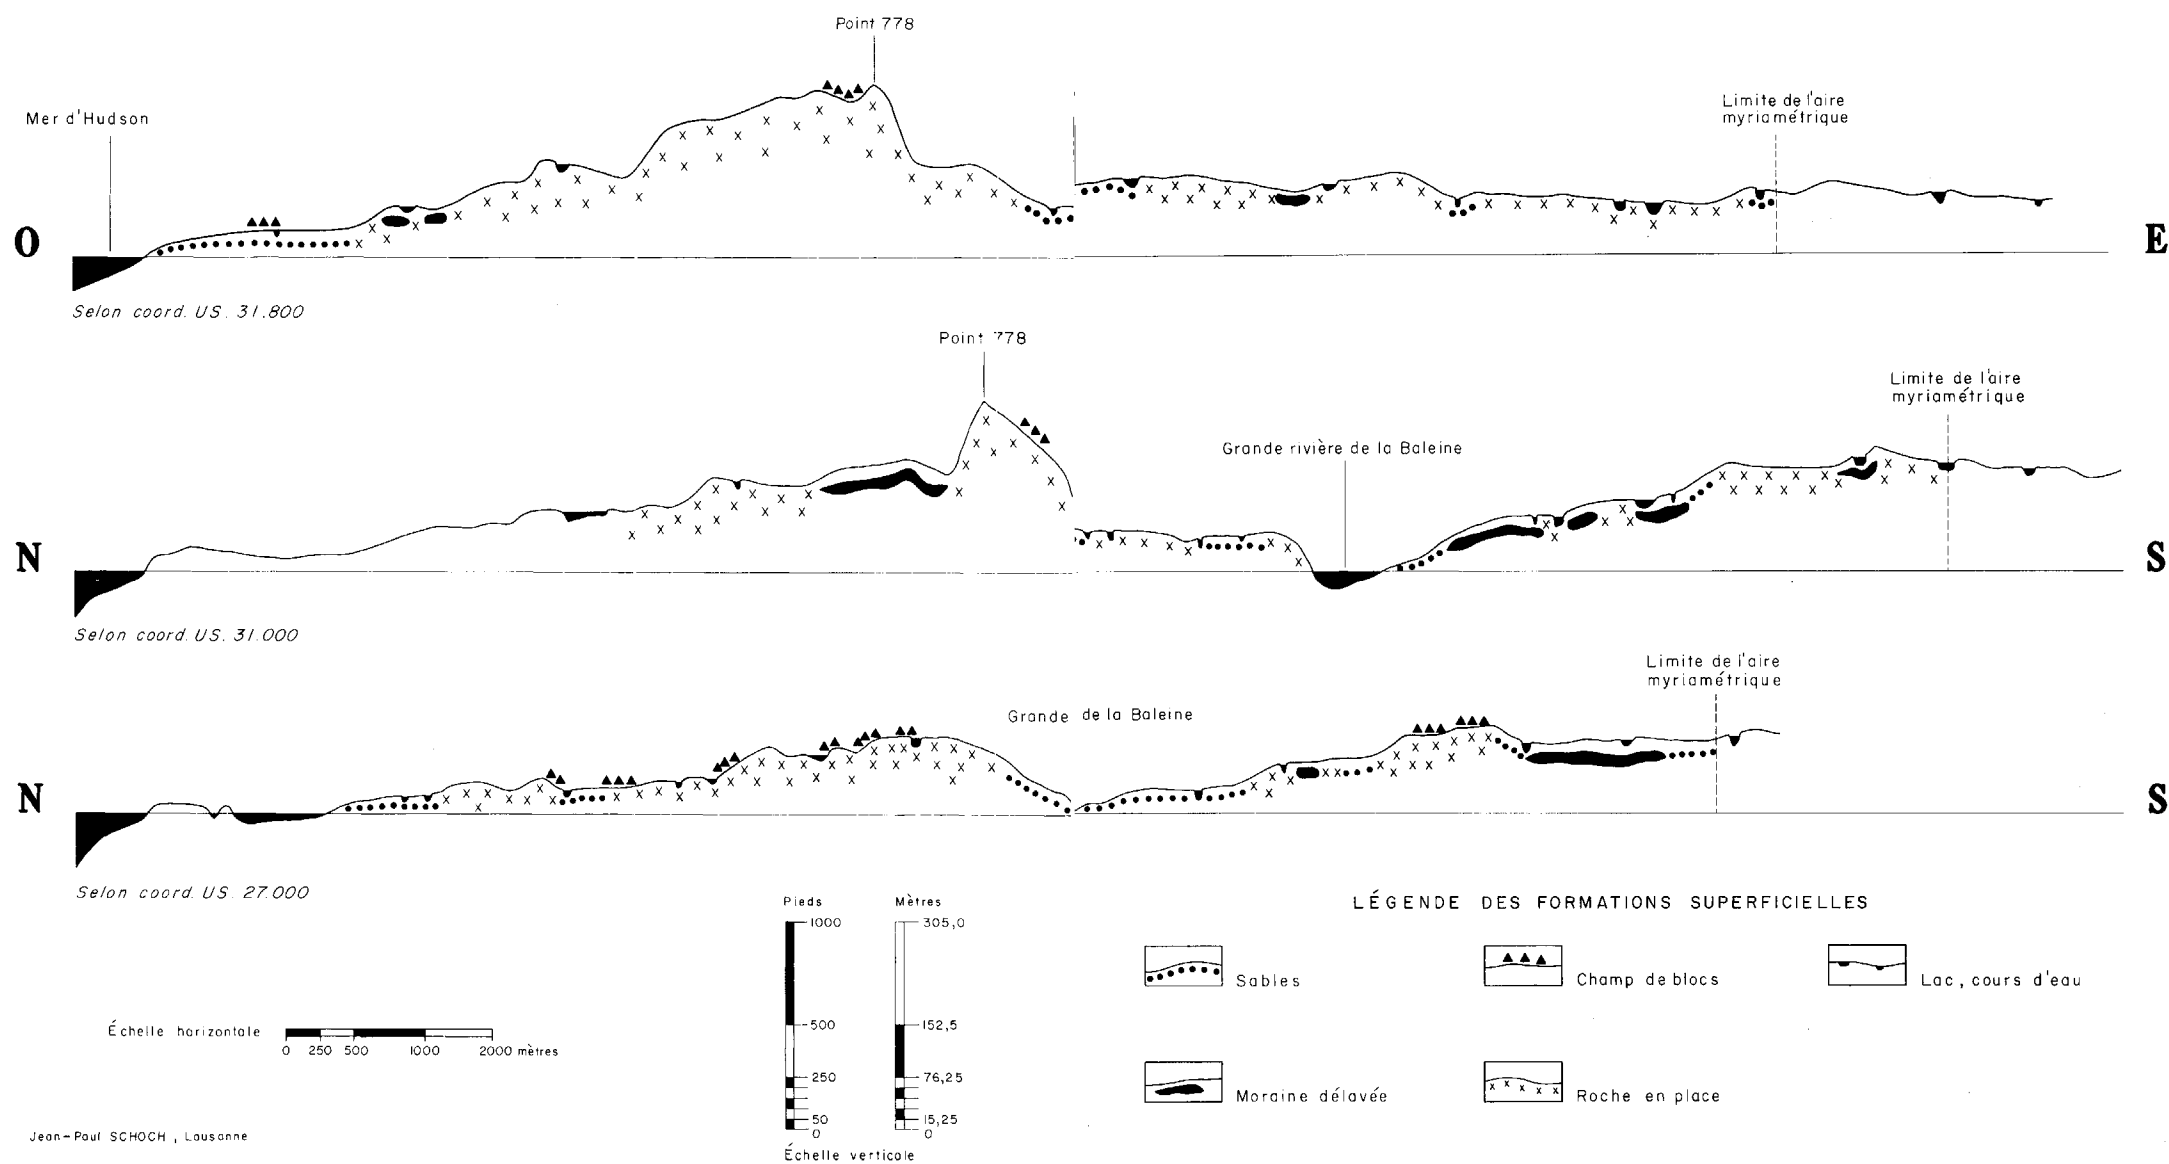 Point 778
Mer d'Hudson
Limite de l'aire
myriamétrique
O
E
Selon coord. US. 31.800
Point 778
Limite de l'aire
myriamétrique
Grande rivière de la Baleine
N
S
Selon coord. US. 31.000
Limite de l'aire
myriamétrique
Grande de la Baleine
N
S
Selon coord. US. 27.000
Pieds
Mètres
1000
305,0
500
152,5
250
76,25
50
15,25
0
0
Échelle verticale
Échelle horizontale
0 250 500 1000 2000 mètres
LÉGENDE DES FORMATIONS SUPERFICIELLES
Sables
Champ de blocs
Lac, cours d'eau
Moraine délavée
Roche en place
Jean-Paul SCHOCH, Lausanne